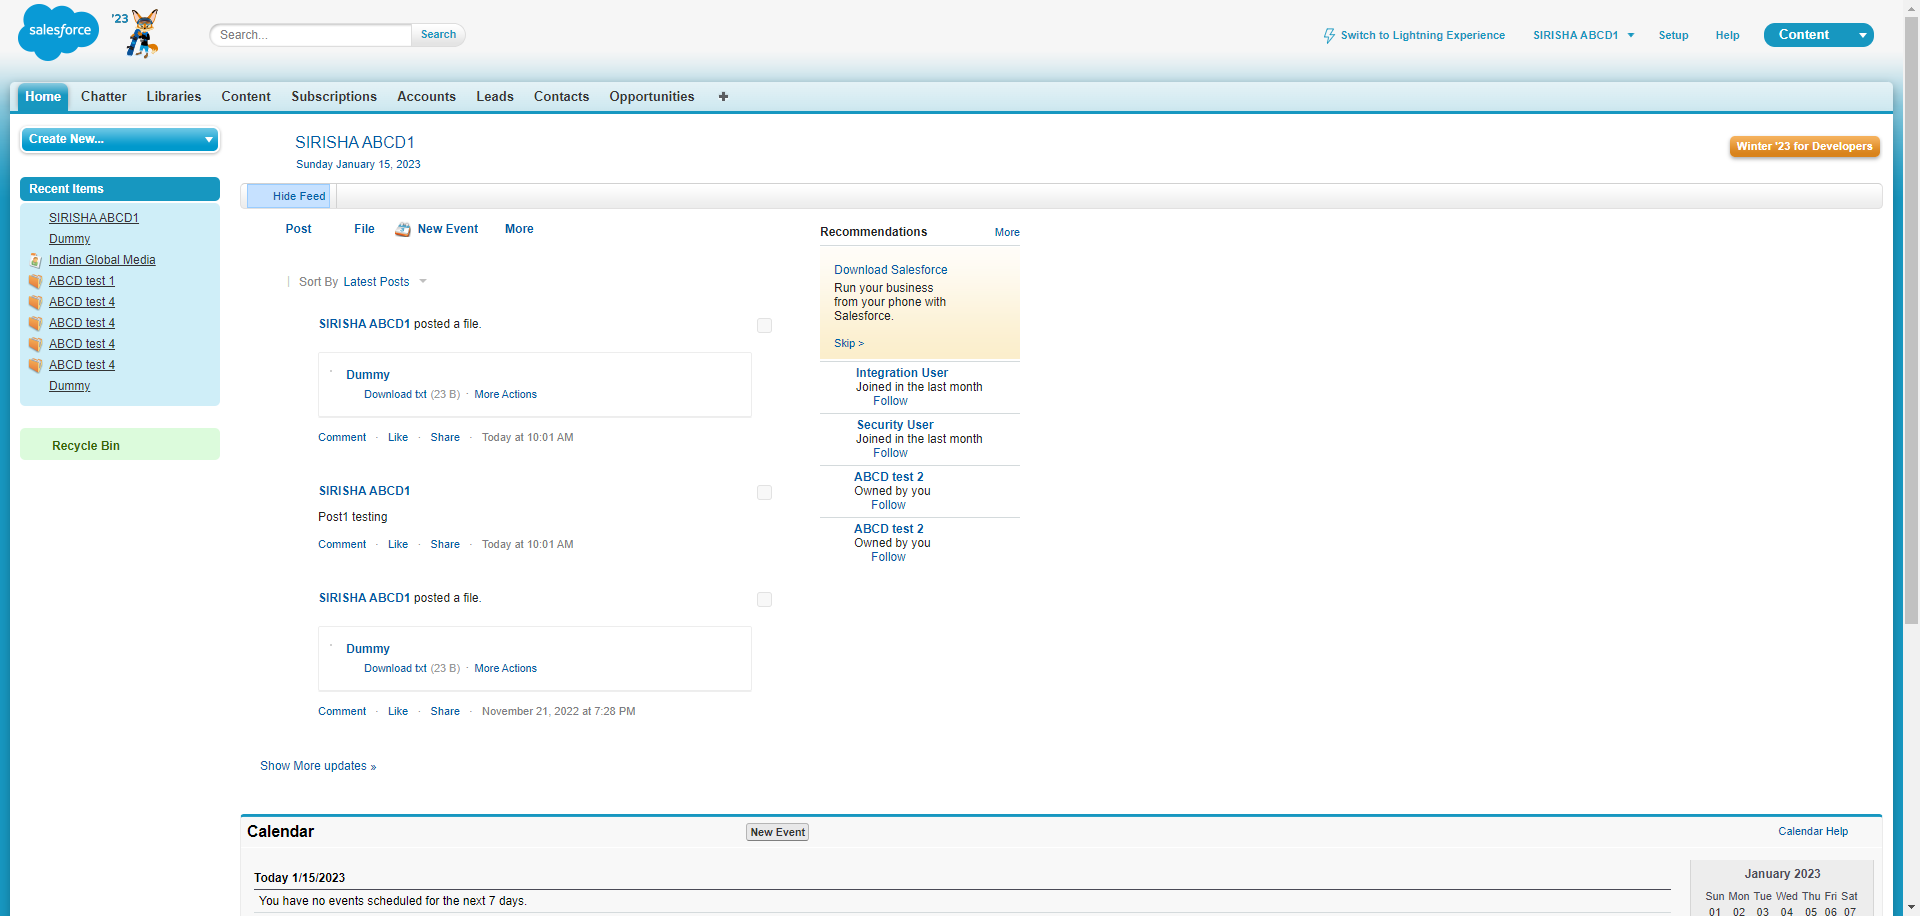 salesforce
'23
Search...
Search
Switch to Lightning Experience
SIRISHA ABCD1
Setup
Help
Content
Home
Chatter
Libraries
Content
Subscriptions
Accounts
Leads
Contacts
Opportunities
+
Create New...
Recent Items
SIRISHA ABCD1
Dummy
Indian Global Media
ABCD test 1
ABCD test 4
ABCD test 4
ABCD test 4
ABCD test 4
Dummy
Recycle Bin
SIRISHA ABCD1
Sunday January 15, 2023
Winter '23 for Developers
Hide Feed
Post
File
New Event
More
Sort By Latest Posts
SIRISHA ABCD1 posted a file.
Dummy
Download txt (23 B) · More Actions
Comment · Like · Share · Today at 10:01 AM
SIRISHA ABCD1
Post1 testing
Comment · Like · Share · Today at 10:01 AM
SIRISHA ABCD1 posted a file.
Dummy
Download txt (23 B) · More Actions
Comment · Like · Share · November 21, 2022 at 7:28 PM
Show More updates »
Recommendations
More
Download Salesforce
Run your business
from your phone with
Salesforce.
Skip >
Integration User
Joined in the last month
Follow
Security User
Joined in the last month
Follow
ABCD test 2
Owned by you
Follow
ABCD test 2
Owned by you
Follow
Calendar
New Event
Calendar Help
Today 1/15/2023
You have no events scheduled for the next 7 days.
January 2023
Sun Mon Tue Wed Thu Fri Sat
01 02 03 04 05 06 07